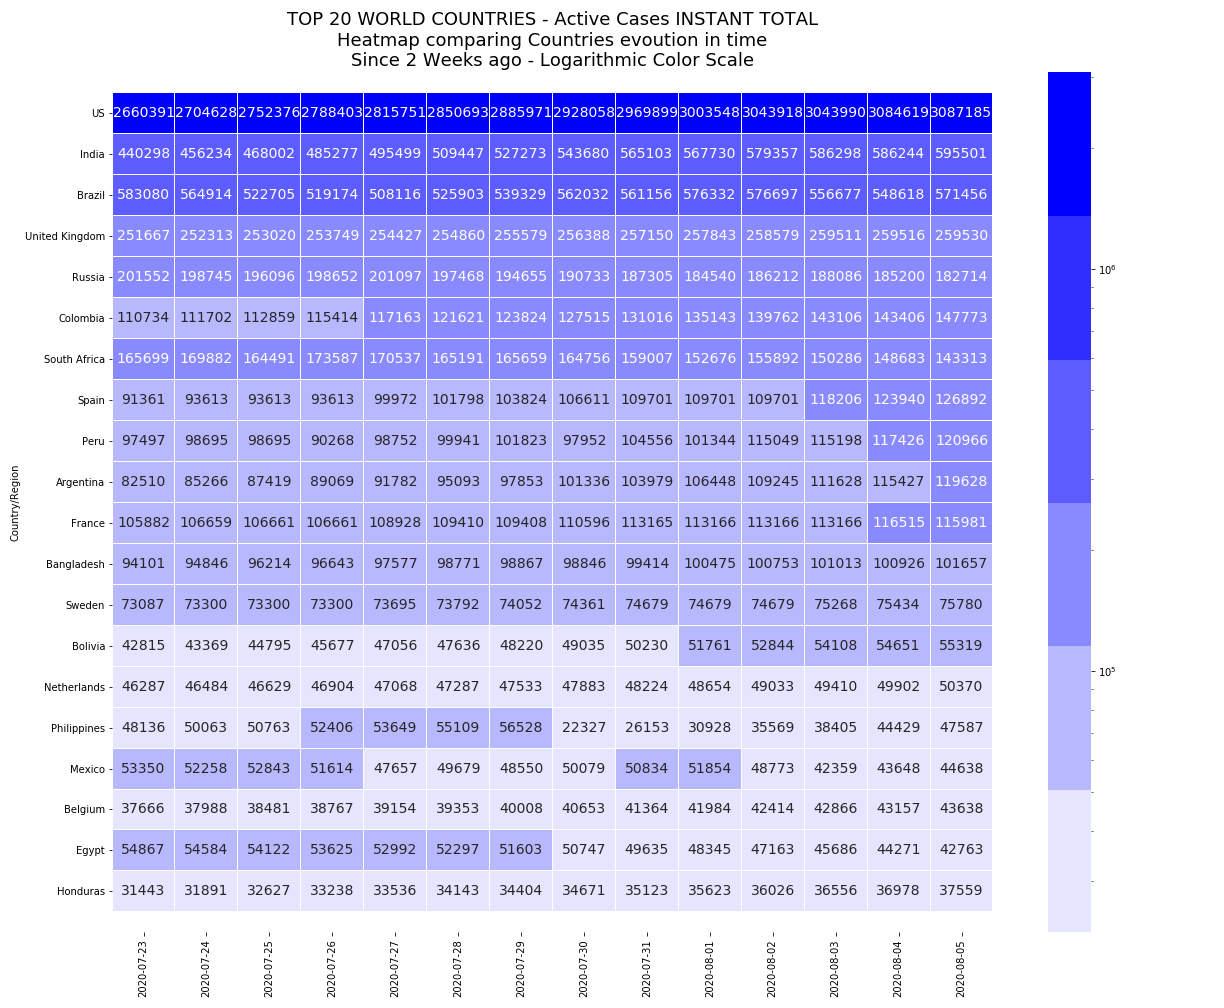 TOP 20 WORLD COUNTRIES - Active Cases INSTANT TOTAL
Heatmap comparing Countries evoution in time
Since 2 Weeks ago - Logarithmic Color Scale
US 2660391 2704628 2752376 2788403 2815751 2850693 2885971 2928058 2969899 3003548 3043918 3043990 3084619 3087185
India 440298 456234 468002 485277 495499 509447 527273 543680 565103 567730 579357 586298 586244 595501
Brazil 583080 564914 522705 519174 508116 525903 539329 562032 561156 576332 576697 556677 548618 571456
United Kingdom 251667 252313 253020 253749 254427 254860 255579 256388 257150 257843 258579 259511 259516 259530
Russia 201552 198745 196096 198652 201097 197468 194655 190733 187305 184540 186212 188086 185200 182714
10⁶
Colombia 110734 111702 112859 115414 117163 121621 123824 127515 131016 135143 139762 143106 143406 147773
South Africa 165699 169882 164491 173587 170537 165191 165659 164756 159007 152676 155892 150286 148683 143313
Spain 91361 93613 93613 93613 99972 101798 103824 106611 109701 109701 109701 118206 123940 126892
Peru 97497 98695 98695 90268 98752 99941 101823 97952 104556 101344 115049 115198 117426 120966
Argentina 82510 85266 87419 89069 91782 95093 97853 101336 103979 106448 109245 111628 115427 119628
Country/Region
France 105882 106659 106661 106661 108928 109410 109408 110596 113165 113166 113166 113166 116515 115981
Bangladesh 94101 94846 96214 96643 97577 98771 98867 98846 99414 100475 100753 101013 100926 101657
Sweden 73087 73300 73300 73300 73695 73792 74052 74361 74679 74679 74679 75268 75434 75780
Bolivia 42815 43369 44795 45677 47056 47636 48220 49035 50230 51761 52844 54108 54651 55319
10⁵
Netherlands 46287 46484 46629 46904 47068 47287 47533 47883 48224 48654 49033 49410 49902 50370
Philippines 48136 50063 50763 52406 53649 55109 56528 22327 26153 30928 35569 38405 44429 47587
Mexico 53350 52258 52843 51614 47657 49679 48550 50079 50834 51854 48773 42359 43648 44638
Belgium 37666 37988 38481 38767 39154 39353 40008 40653 41364 41984 42414 42866 43157 43638
Egypt 54867 54584 54122 53625 52992 52297 51603 50747 49635 48345 47163 45686 44271 42763
Honduras 31443 31891 32627 33238 33536 34143 34404 34671 35123 35623 36026 36556 36978 37559
2020-07-23 2020-07-24 2020-07-25 2020-07-26 2020-07-27 2020-07-28 2020-07-29 2020-07-30 2020-07-31 2020-08-01 2020-08-02 2020-08-03 2020-08-04 2020-08-05